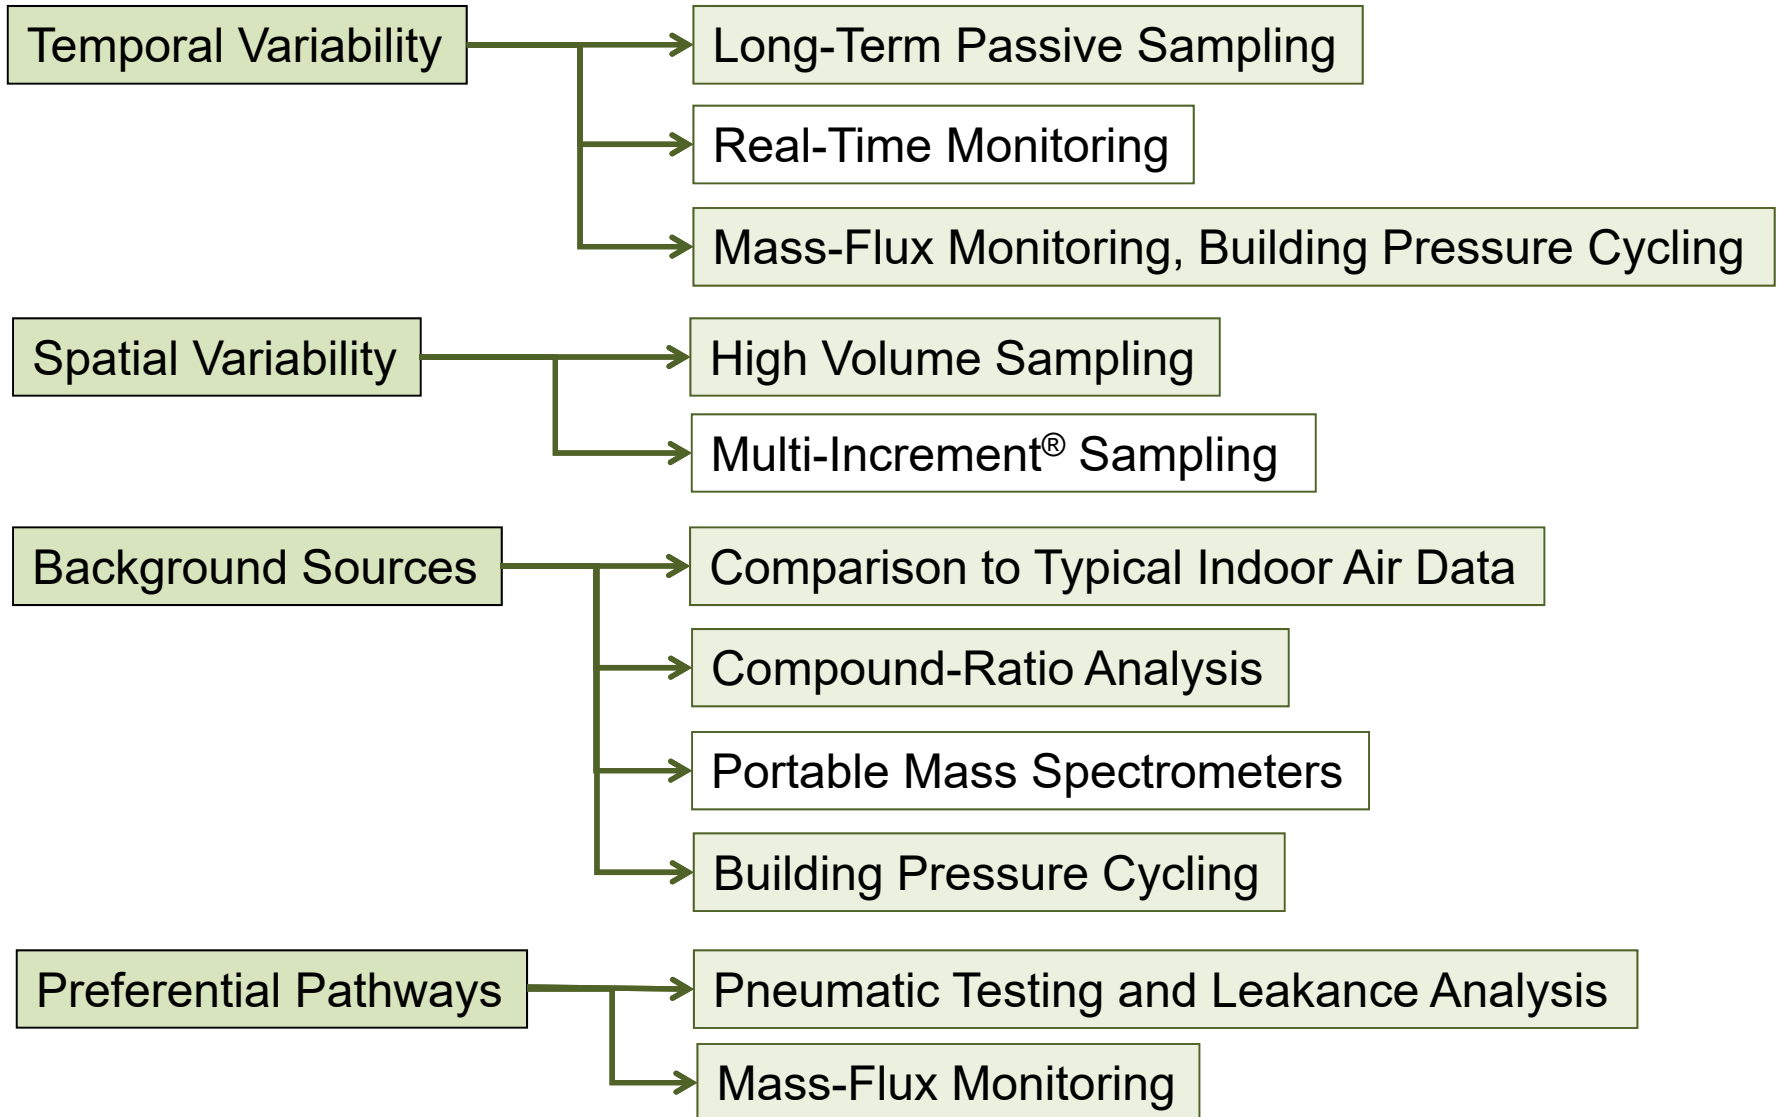 Temporal Variability
Long-Term Passive Sampling
Real-Time Monitoring
Mass-Flux Monitoring, Building Pressure Cycling
Spatial Variability
High Volume Sampling
Multi-Increment® Sampling
Background Sources
Comparison to Typical Indoor Air Data
Compound-Ratio Analysis
Portable Mass Spectrometers
Building Pressure Cycling
Preferential Pathways
Pneumatic Testing and Leakance Analysis
Mass-Flux Monitoring